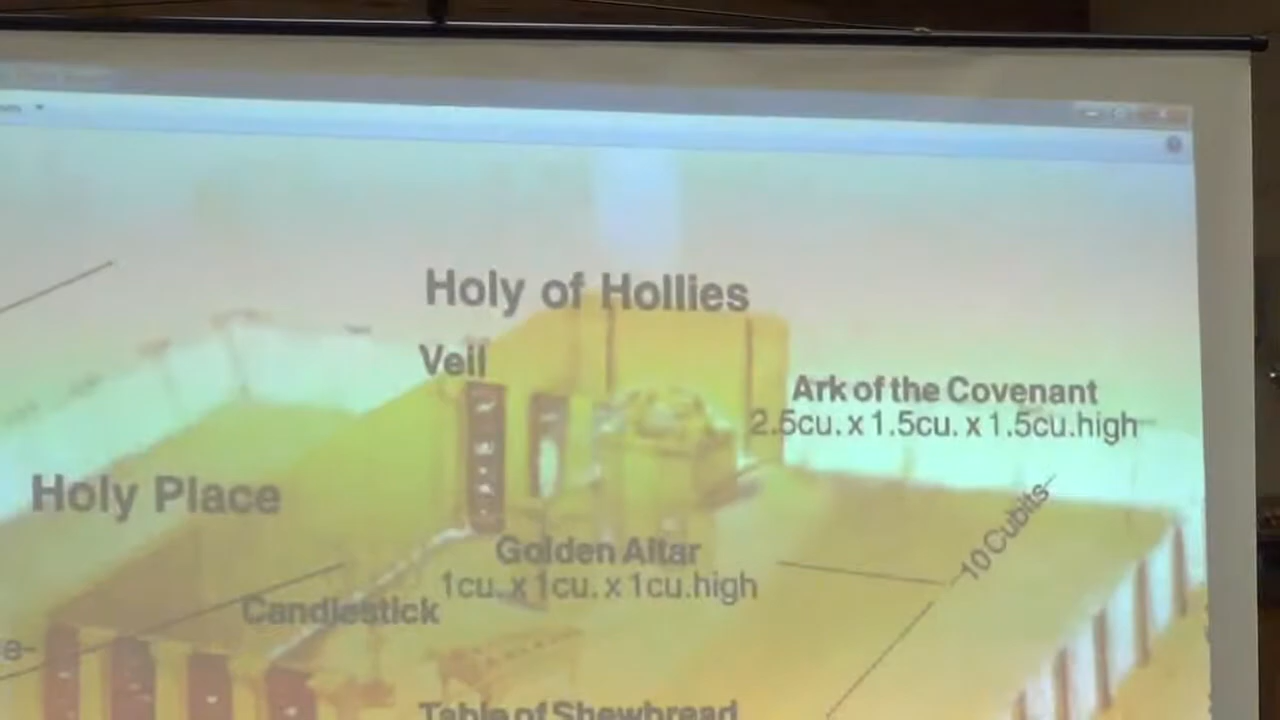 Holy of Hollies
Veil
Ark of the Covenant
2.5cu. x 1.5cu. x 1.5cu.high
Holy Place
10 Cubits
Golden Altar
1cu. x 1cu. x 1cu.high
Candlestick
Table of Shewbread